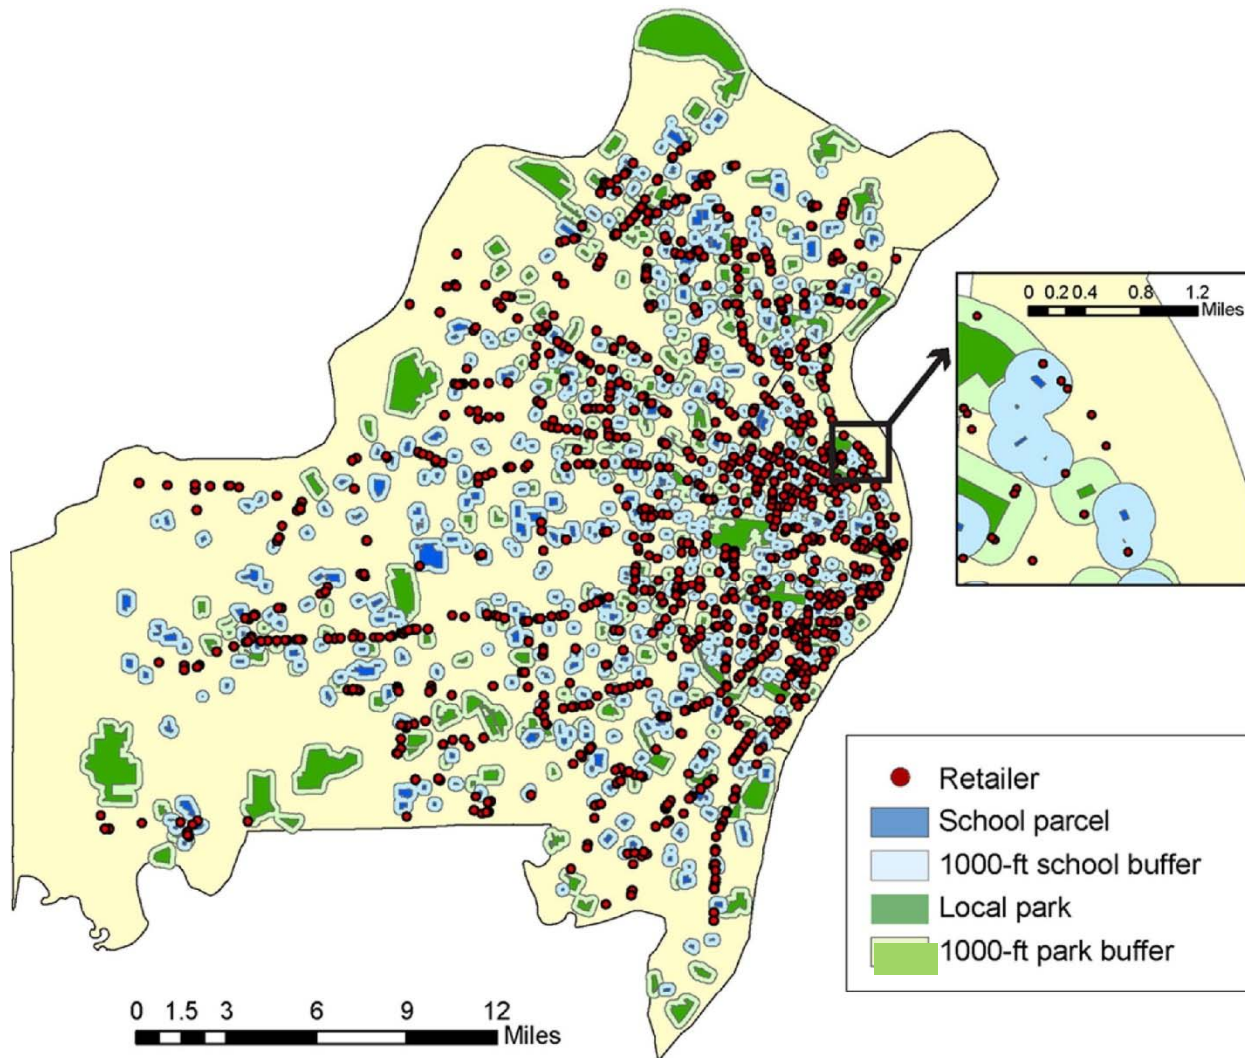 0 0.2 0.4 0.8 1.2
Miles
Retailer
School parcel
1000-ft school buffer
Local park
1000-ft park buffer
0 1.5 3 6 9 12
Miles